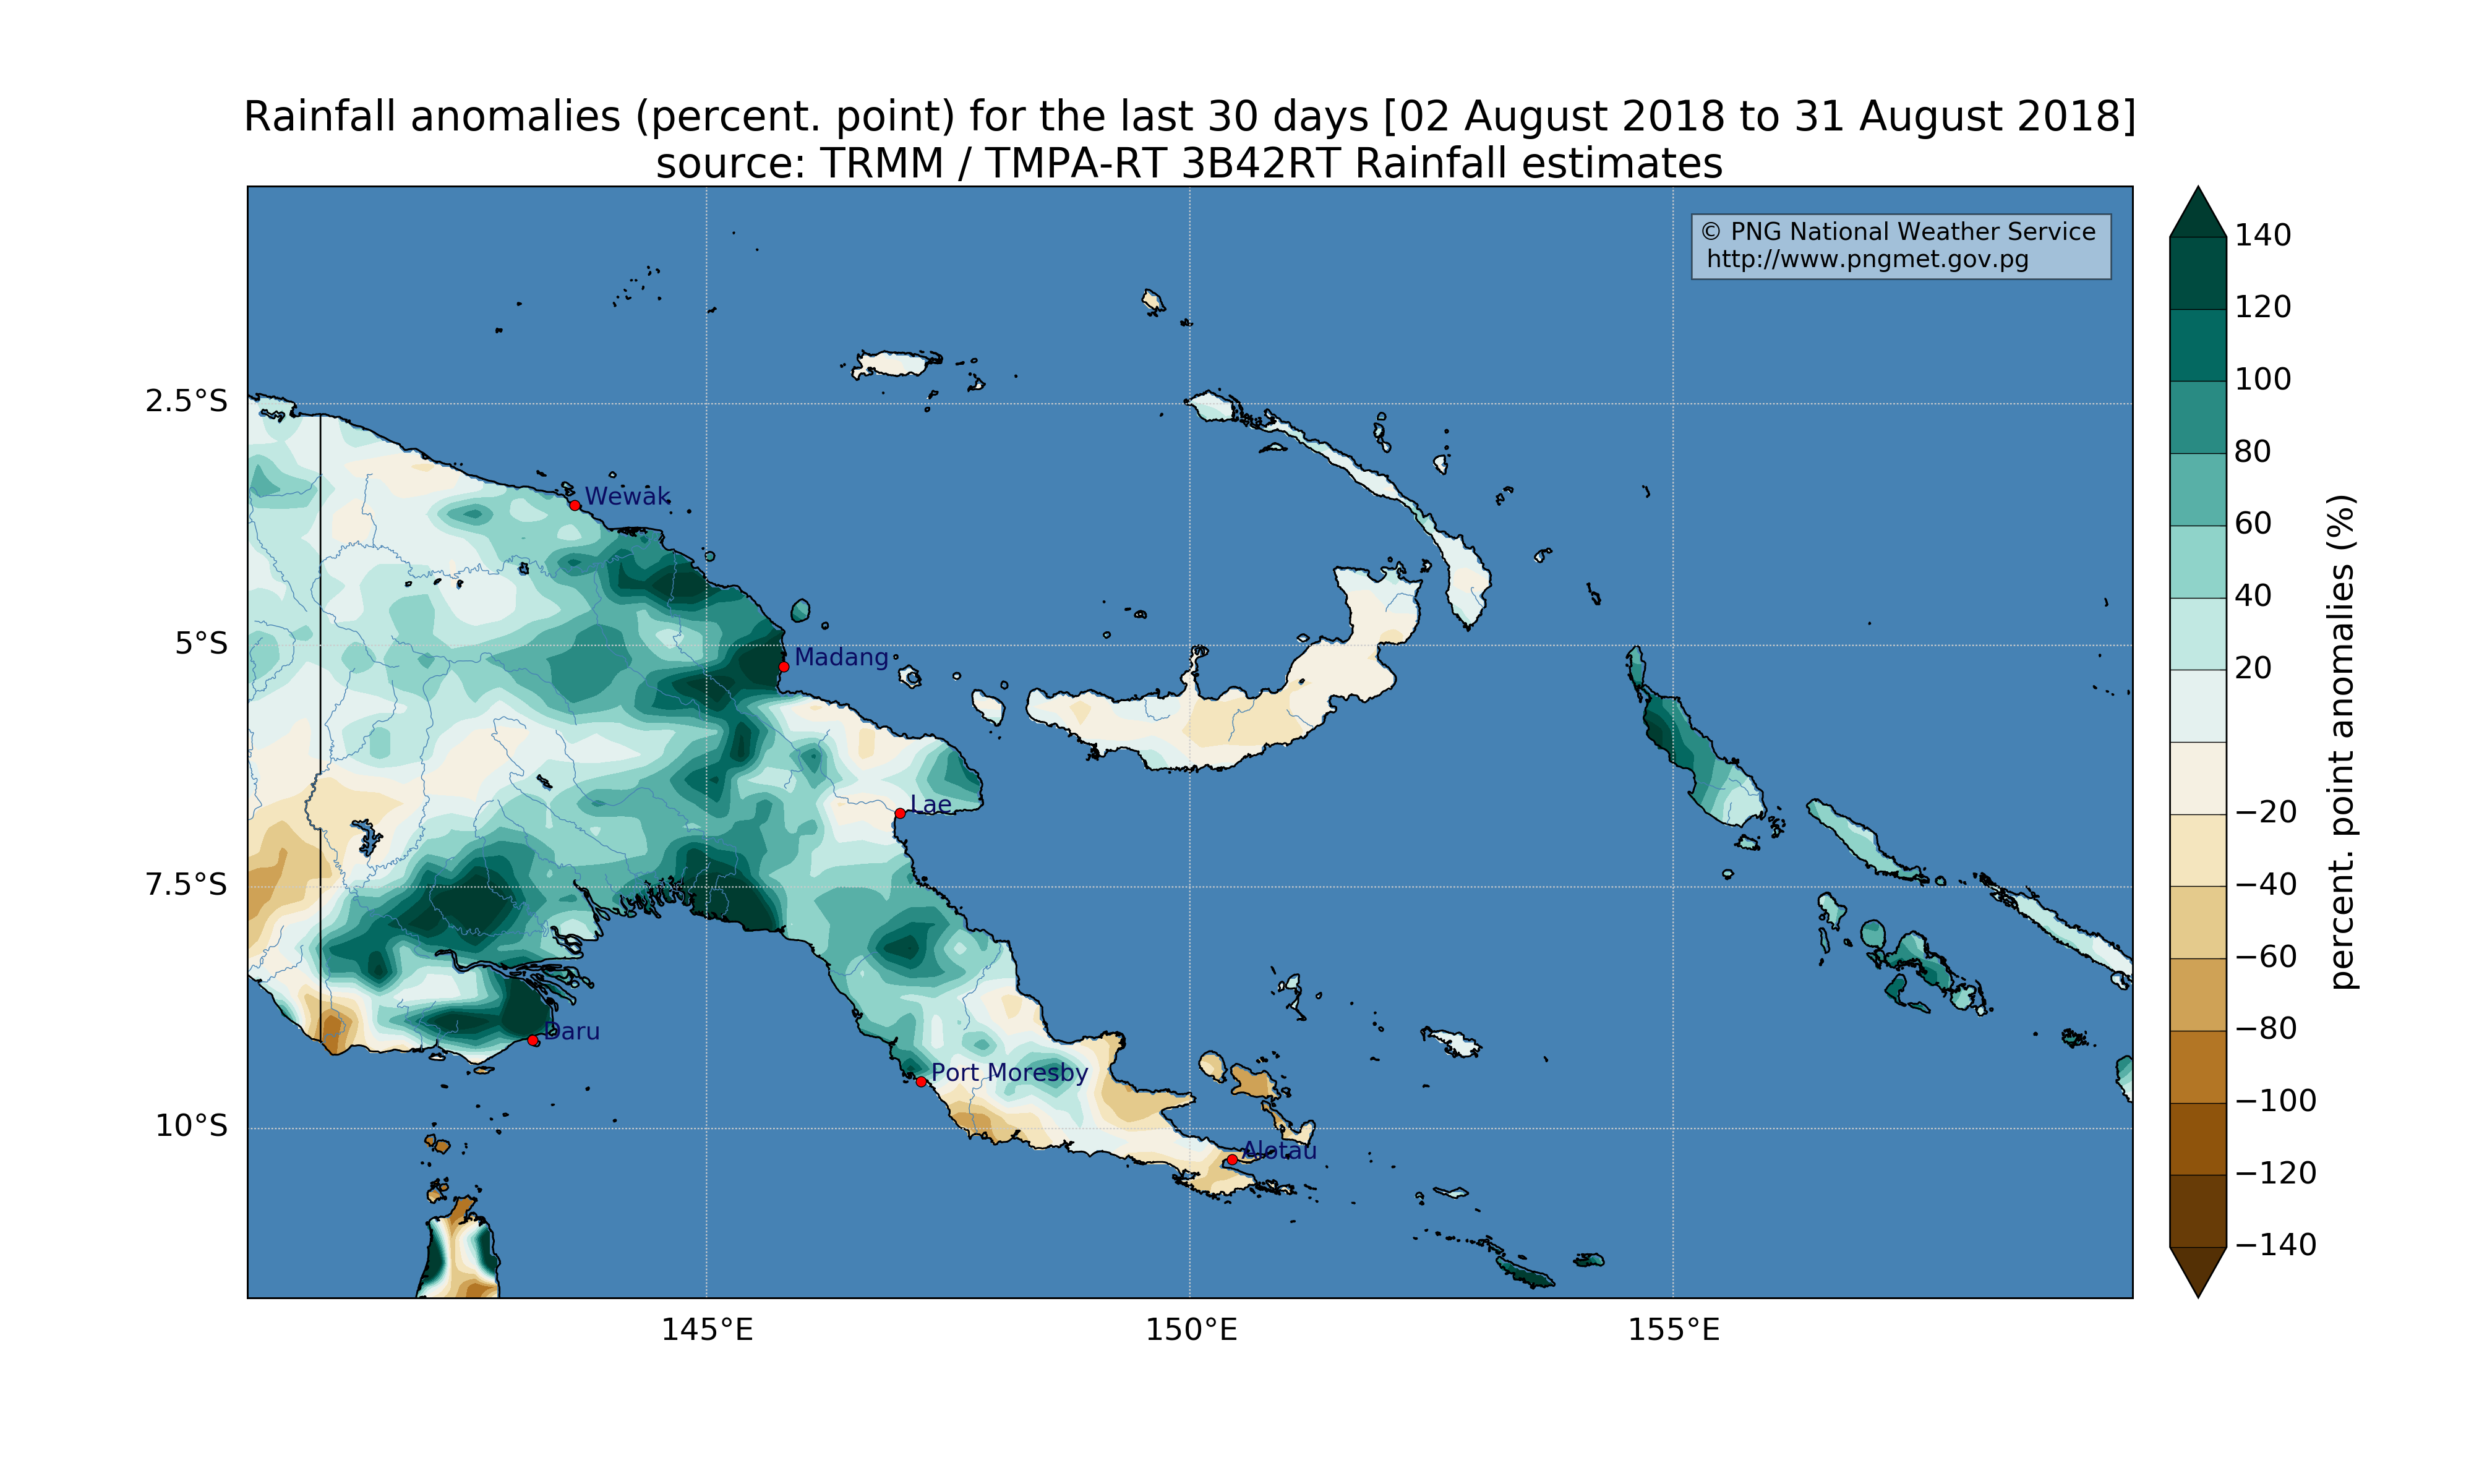 Rainfall anomalies (percent. point) for the last 30 days [02 August 2018 to 31 August 2018]
source: TRMM / TMPA-RT 3B42RT Rainfall estimates
© PNG National Weather Service
http://www.pngmet.gov.pg
2.5°S
5°S
7.5°S
10°S
Wewak
Madang
Lae
Daru
Port Moresby
Alotau
145°E
150°E
155°E
140
120
100
80
60
40
20
−20
−40
−60
−80
−100
−120
−140
percent. point anomalies (%)